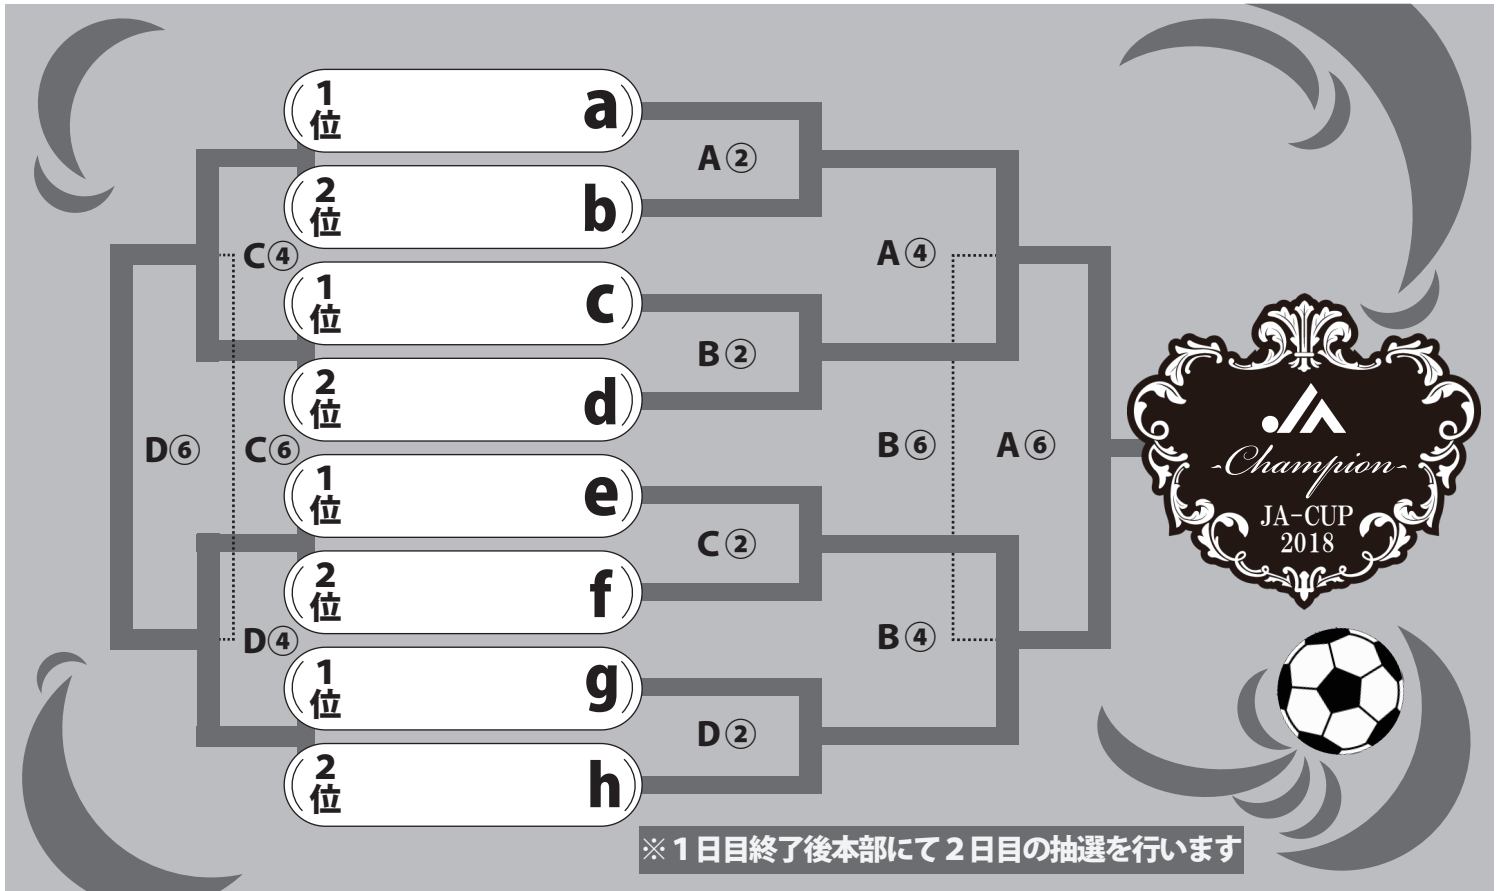 1位 a
A②
2位 b
C④
A④
1位 c
B②
2位 d
D⑥ C⑥
B⑥ A⑥
Champion
JA-CUP
2018
1位 e
C②
2位 f
D④
B④
1位 g
D②
2位 h
※1日目終了後本部にて2日目の抽選を行います